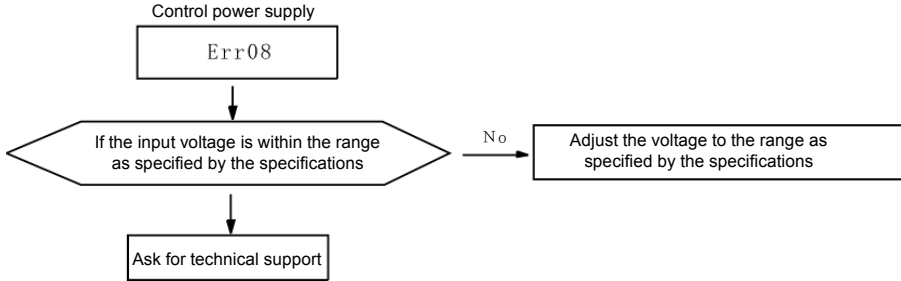 Control power supply
Err08
If the input voltage is within the range
as specified by the specifications
No
Adjust the voltage to the range as
specified by the specifications
Ask for technical support